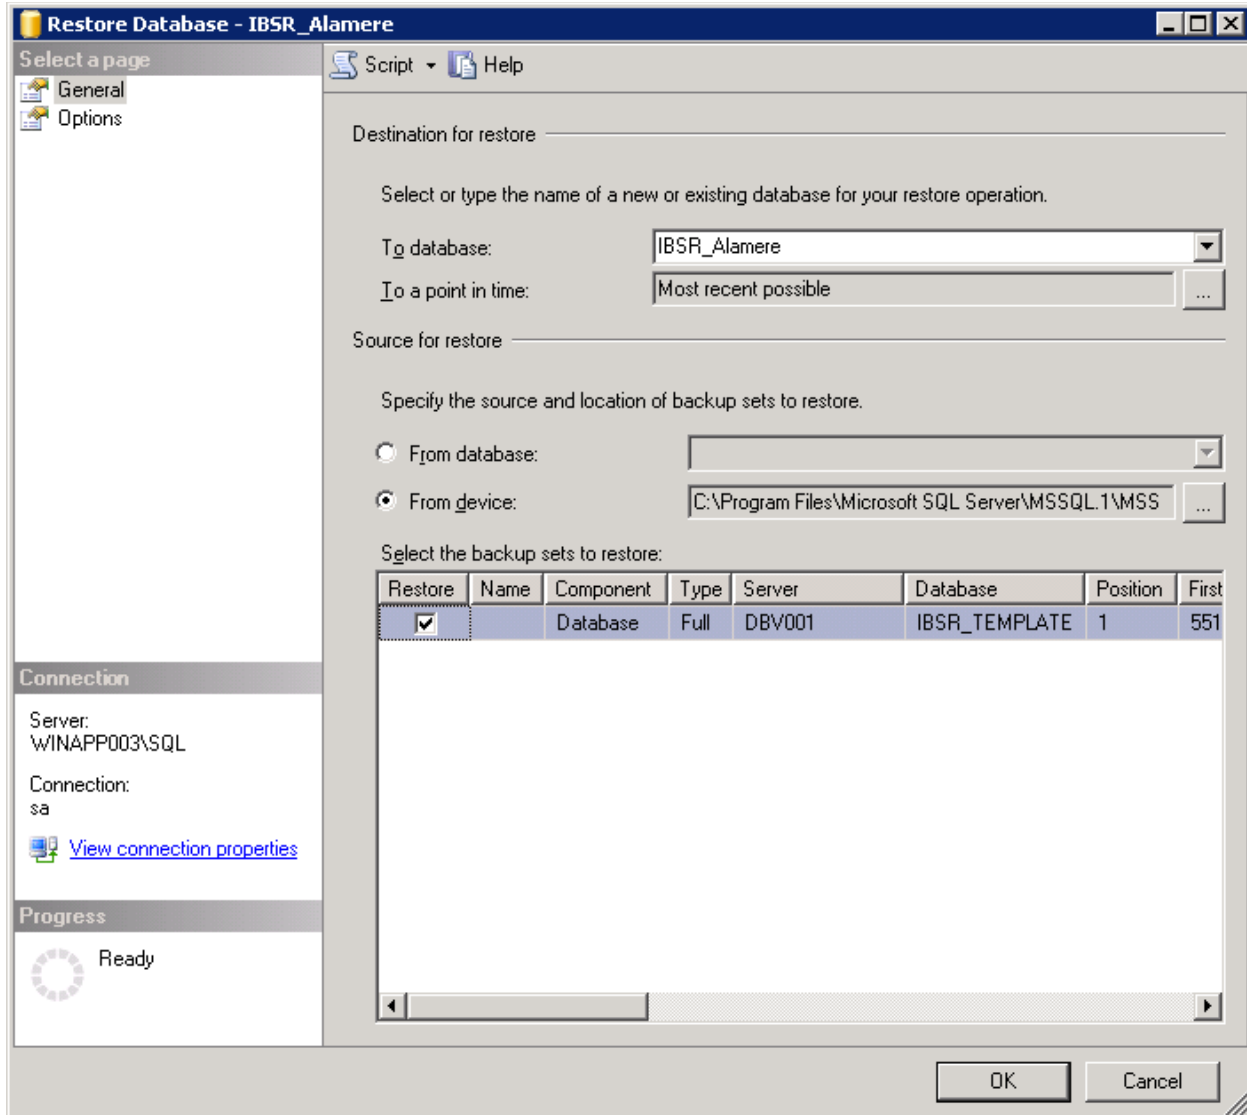 Restore Database - IBSR_Alamere
Select a page
General
Options
Script Help
Destination for restore
Select or type the name of a new or existing database for your restore operation.
To database: IBSR_Alamere
To a point in time: Most recent possible ...
Source for restore
Specify the source and location of backup sets to restore.
From database:
From device: C:\Program Files\Microsoft SQL Server\MSSQL.1\MSS ...
Select the backup sets to restore:
Restore Name Component Type Server Database Position First
Database Full DBV001 IBSR_TEMPLATE 1 551
Connection
Server:
WINAPP003\SQL
Connection:
sa
View connection properties
Progress
Ready
OK Cancel